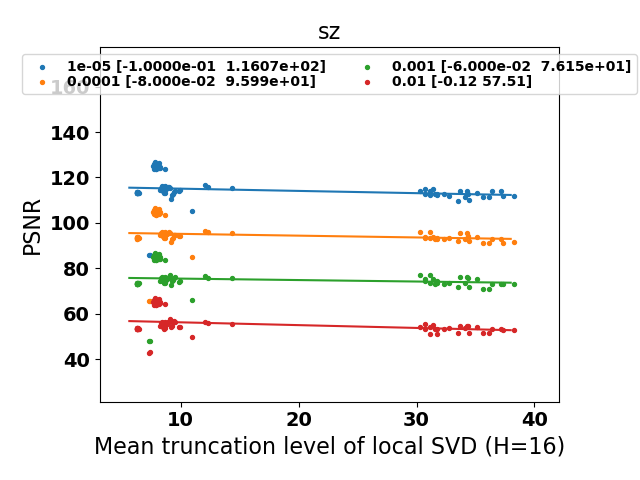 sz
1e-05 [-1.0000e-01  1.1607e+02]
0.0001 [-8.000e-02  9.599e+01]
0.001 [-6.000e-02  7.615e+01]
0.01 [-0.12 57.51]
160
140
120
100
80
60
40
PSNR
10 20 30 40
Mean truncation level of local SVD (H=16)